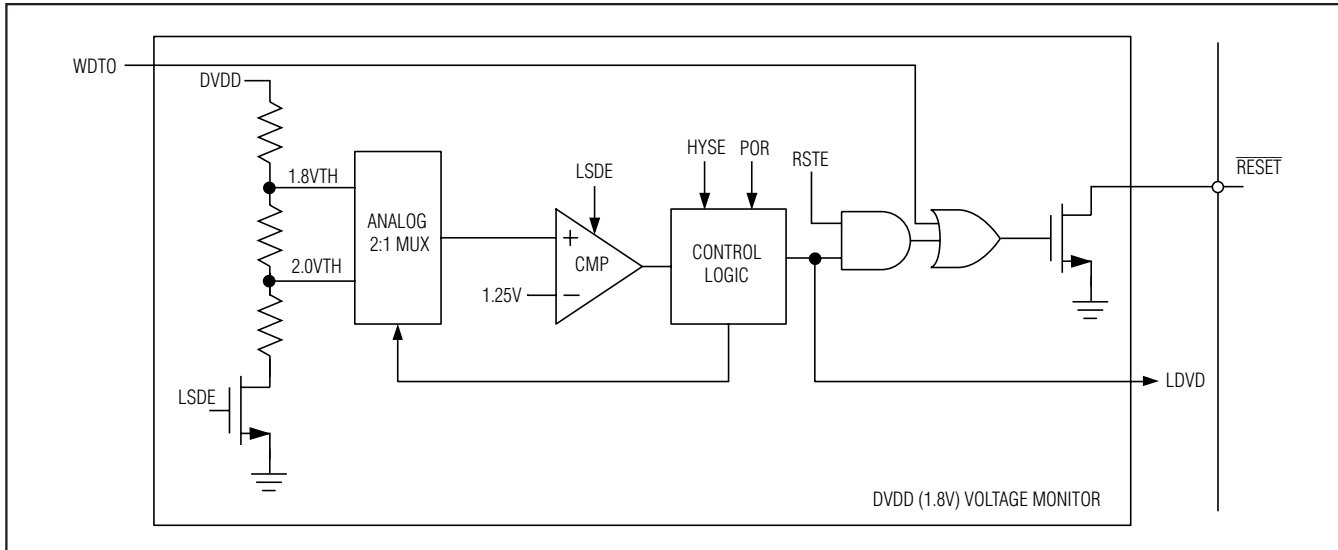 WDTO
DVDD
1.8VTH
2.0VTH
LSDE
ANALOG
2:1 MUX
LSDE
+
CMP
−
1.25V
HYSE
POR
CONTROL
LOGIC
RSTE
RESET
LDVD
DVDD (1.8V) VOLTAGE MONITOR